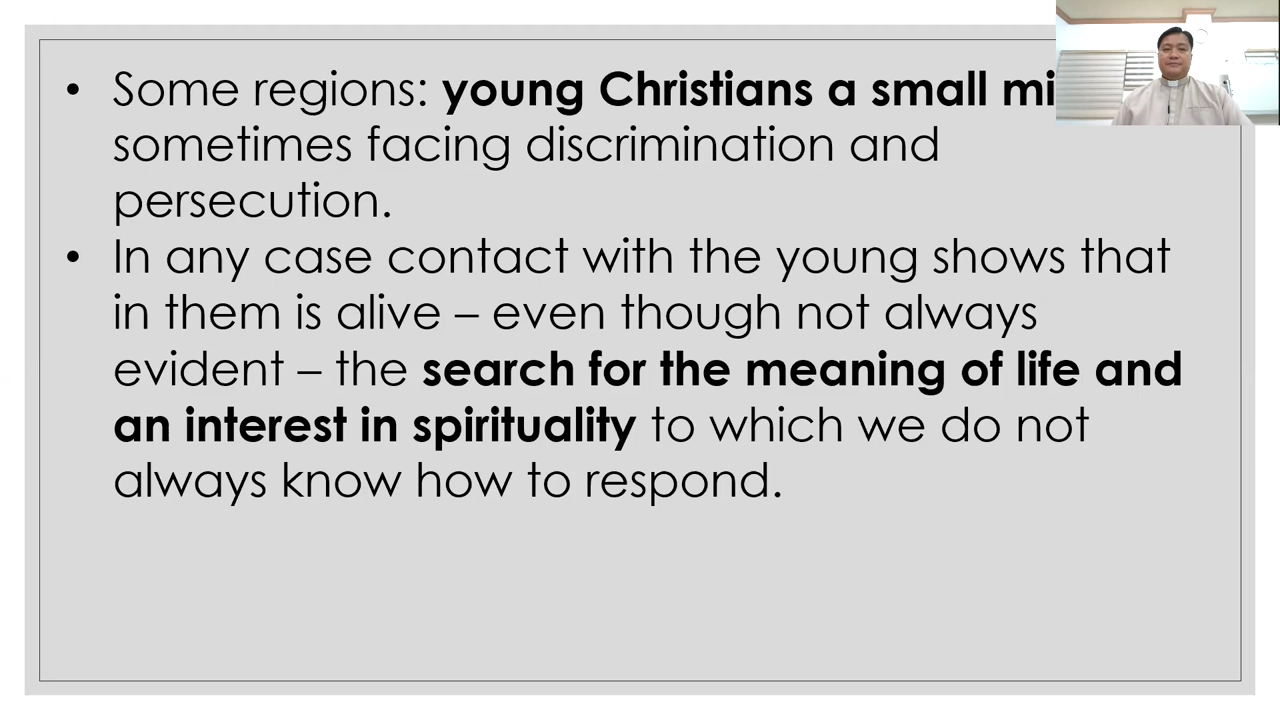 • Some regions: young Christians a small
sometimes facing discrimination and
persecution.
• In any case contact with the young shows that
in them is alive – even though not always
evident – the search for the meaning of life and
an interest in spirituality to which we do not
always know how to respond.